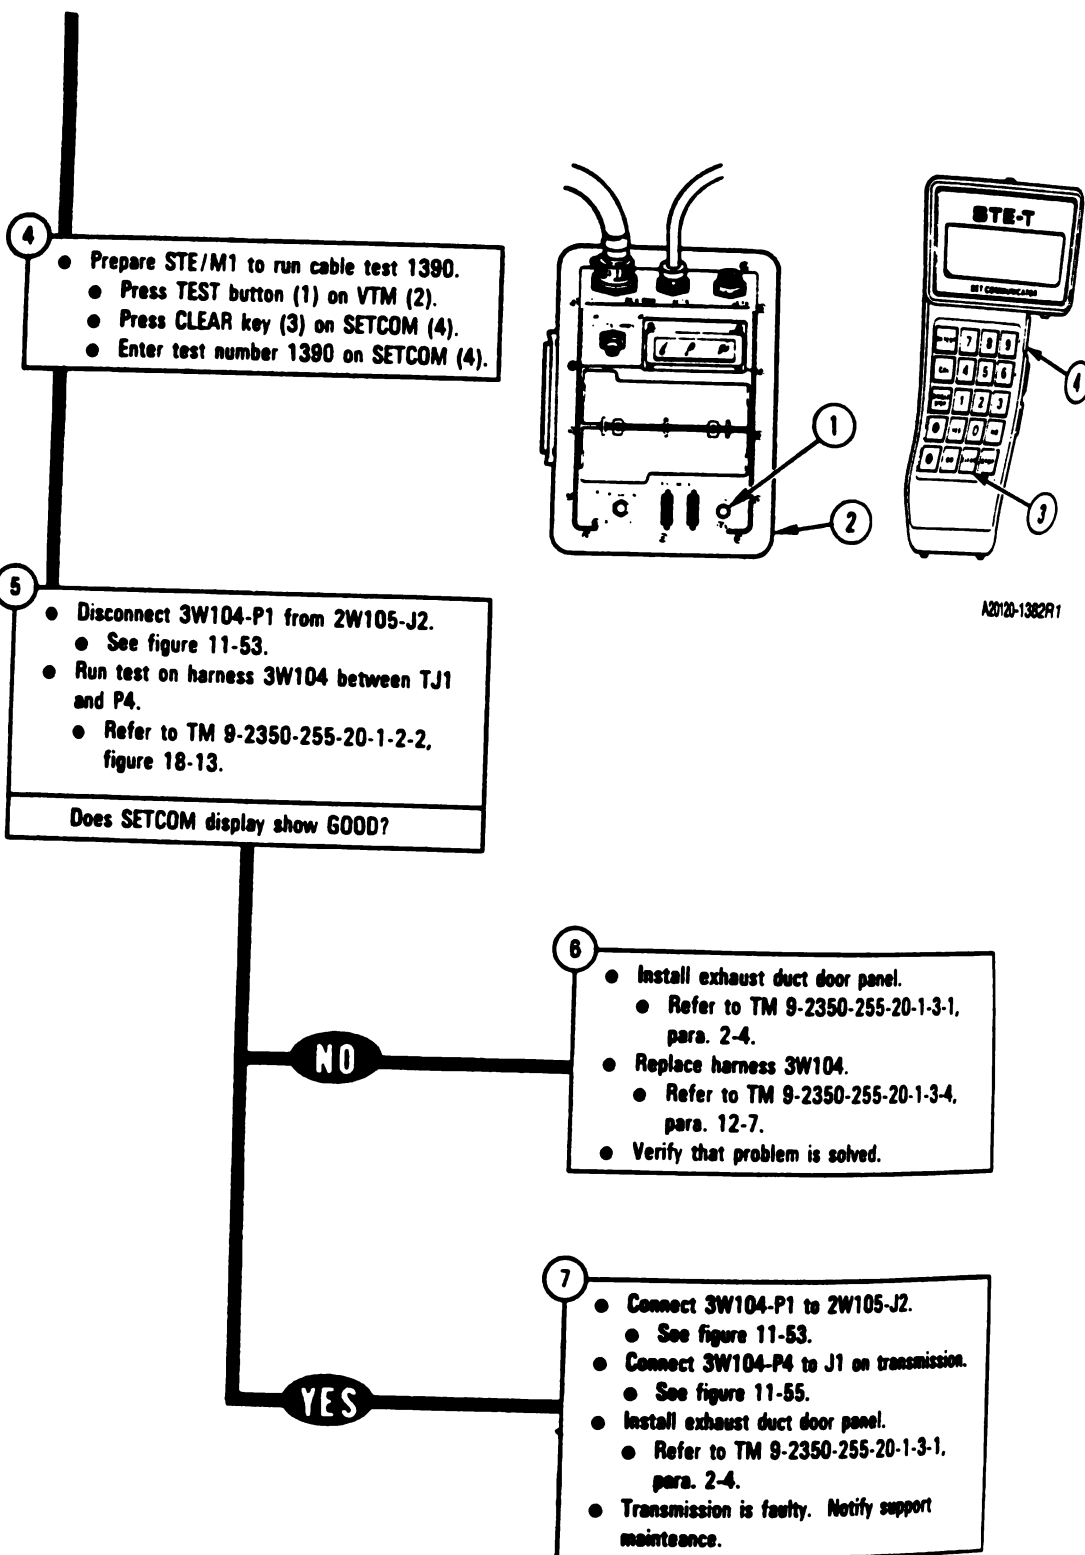 4
● Prepare STE/M1 to run cable test 1390.
● Press TEST button (1) on VTM (2).
● Press CLEAR key (3) on SETCOM (4).
● Enter test number 1390 on SETCOM (4).
STE-T
SET COMMUNICATOR
7 8 9
4 5 6
1 2 3
0
1
2
3
4
A20120-1382R1
5
● Disconnect 3W104-P1 from 2W105-J2.
● See figure 11-53.
● Run test on harness 3W104 between TJ1
and P4.
● Refer to TM 9-2350-255-20-1-2-2,
figure 18-13.
Does SETCOM display show GOOD?
NO
6
● Install exhaust duct door panel.
● Refer to TM 9-2350-255-20-1-3-1,
para. 2-4.
● Replace harness 3W104.
● Refer to TM 9-2350-255-20-1-3-4,
para. 12-7.
● Verify that problem is solved.
YES
7
● Connect 3W104-P1 to 2W105-J2.
● See figure 11-53.
● Connect 3W104-P4 to J1 on transmission.
● See figure 11-55.
● Install exhaust duct door panel.
● Refer to TM 9-2350-255-20-1-3-1,
para. 2-4.
● Transmission is faulty. Notify support
mainteance.